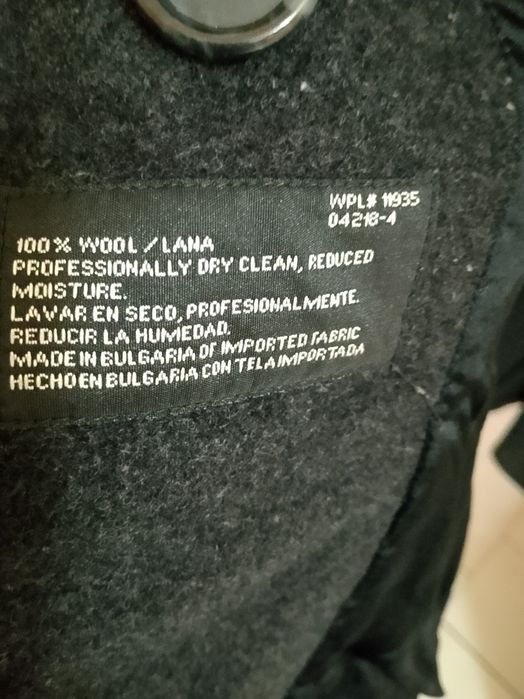 WPL# 11935
04218-4
100% WOOL / LANA
PROFESSIONALLY DRY CLEAN, REDUCED
MOISTURE.
LAVAR EN SECO, PROFESIONALMENTE.
REDUCIR LA HUMEDAD.
MADE IN BULGARIA OF IMPORTED FABRIC
HECHO EN BULGARIA CON TELA IMPORTADA